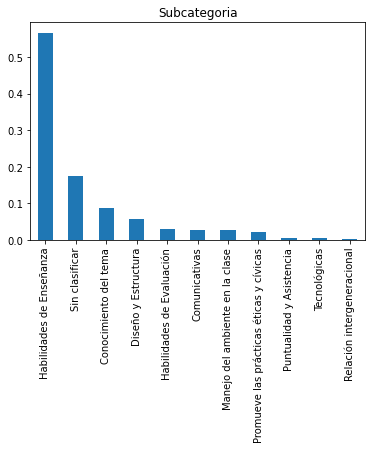 Subcategoria
0.5
0.4
0.3
0.2
0.1
0.0
Habilidades de Enseñanza
Sin clasificar
Conocimiento del tema
Diseño y Estructura
Habilidades de Evaluación
Comunicativas
Manejo del ambiente en la clase
Promueve las prácticas éticas y cívicas
Puntualidad y Asistencia
Tecnológicas
Relación intergeneracional